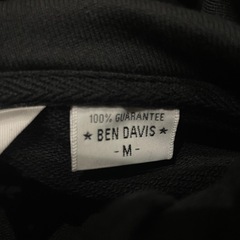 100% GUARANTEE
★ BEN DAVIS ★
- M -